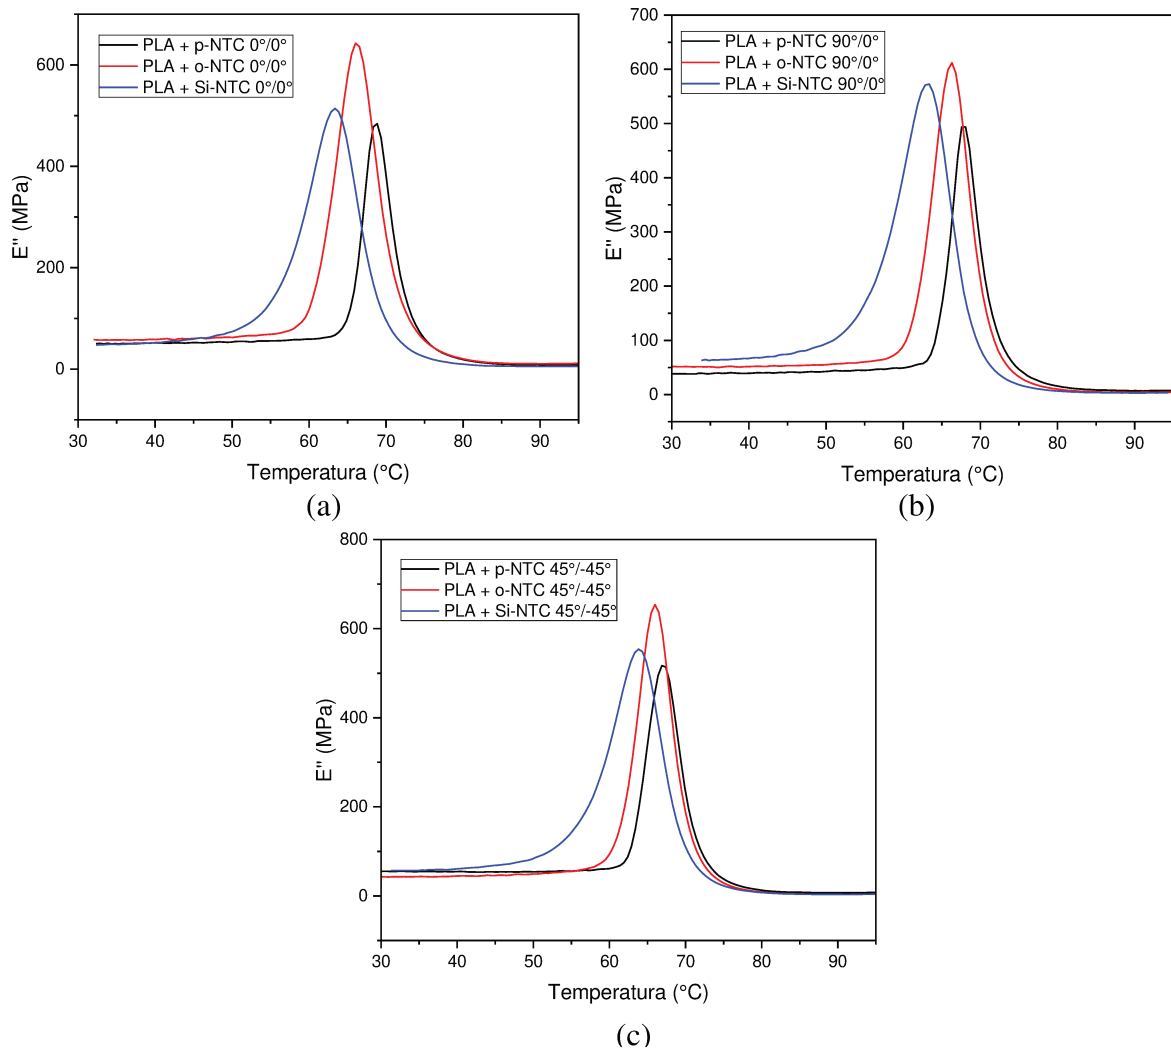 PLA + p-NTC 0°/0°
PLA + o-NTC 0°/0°
PLA + Si-NTC 0°/0°
600
400
200
0
E'' (MPa)
30 40 50 60 70 80 90
Temperatura (°C)
(a)
PLA + p-NTC 90°/0°
PLA + o-NTC 90°/0°
PLA + Si-NTC 90°/0°
700
600
500
400
300
200
100
0
E'' (MPa)
30 40 50 60 70 80 90
Temperatura (°C)
(b)
PLA + p-NTC 45°/-45°
PLA + o-NTC 45°/-45°
PLA + Si-NTC 45°/-45°
800
600
400
200
0
E'' (MPa)
30 40 50 60 70 80 90
Temperatura (°C)
(c)